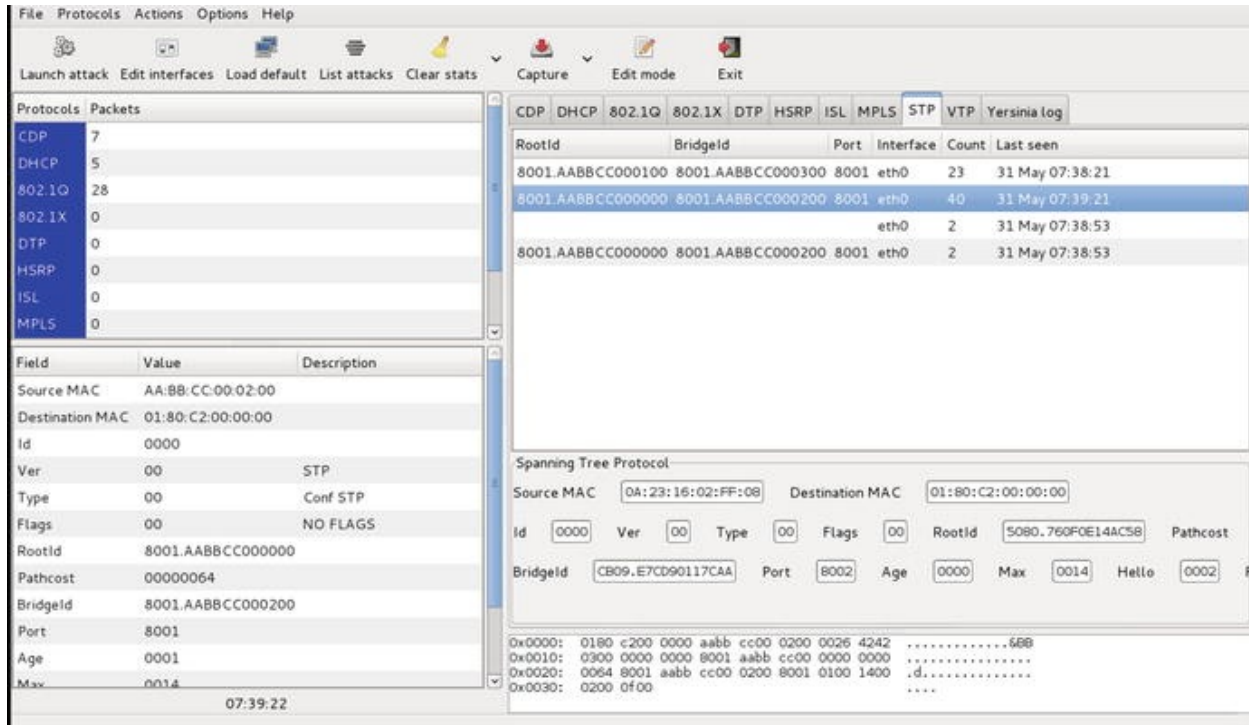 File Protocols Actions Options Help
Launch attack Edit interfaces Load default List attacks Clear stats Capture Edit mode Exit
Protocols Packets
CDP 7
DHCP 5
802.1Q 28
802.1X 0
DTP 0
HSRP 0
ISL 0
MPLS 0
Field Value Description
Source MAC AA:BB:CC:00:02:00
Destination MAC 01:80:C2:00:00:00
Id 0000
Ver 00 STP
Type 00 Conf STP
Flags 00 NO FLAGS
RootId 8001.AABBCC000000
Pathcost 00000064
BridgeId 8001.AABBCC000200
Port 8001
Age 0001
Max 0014
07:39:22
CDP DHCP 802.1Q 802.1X DTP HSRP ISL MPLS STP VTP Yersinia log
RootId BridgeId Port Interface Count Last seen
8001.AABBCC000100 8001.AABBCC000300 8001 eth0 23 31 May 07:38:21
8001.AABBCC000000 8001.AABBCC000200 8001 eth0 40 31 May 07:39:21
eth0 2 31 May 07:38:53
8001.AABBCC000000 8001.AABBCC000200 8001 eth0 2 31 May 07:38:53
Spanning Tree Protocol
Source MAC 0A:23:16:02:FF:08 Destination MAC 01:80:C2:00:00:00
Id 0000 Ver 00 Type 00 Flags 00 RootId 5080.760F0E14AC58 Pathcost
BridgeId CB09.E7CD90117CAA Port 8002 Age 0000 Max 0014 Hello 0002
0x0000: 0180 c200 0000 aabb cc00 0200 0026 4242 .............&BB
0x0010: 0300 0000 0000 8001 aabb cc00 0000 0000 ................
0x0020: 0064 8001 aabb cc00 0200 8001 0100 1400 .d..............
0x0030: 0200 0f00 ....